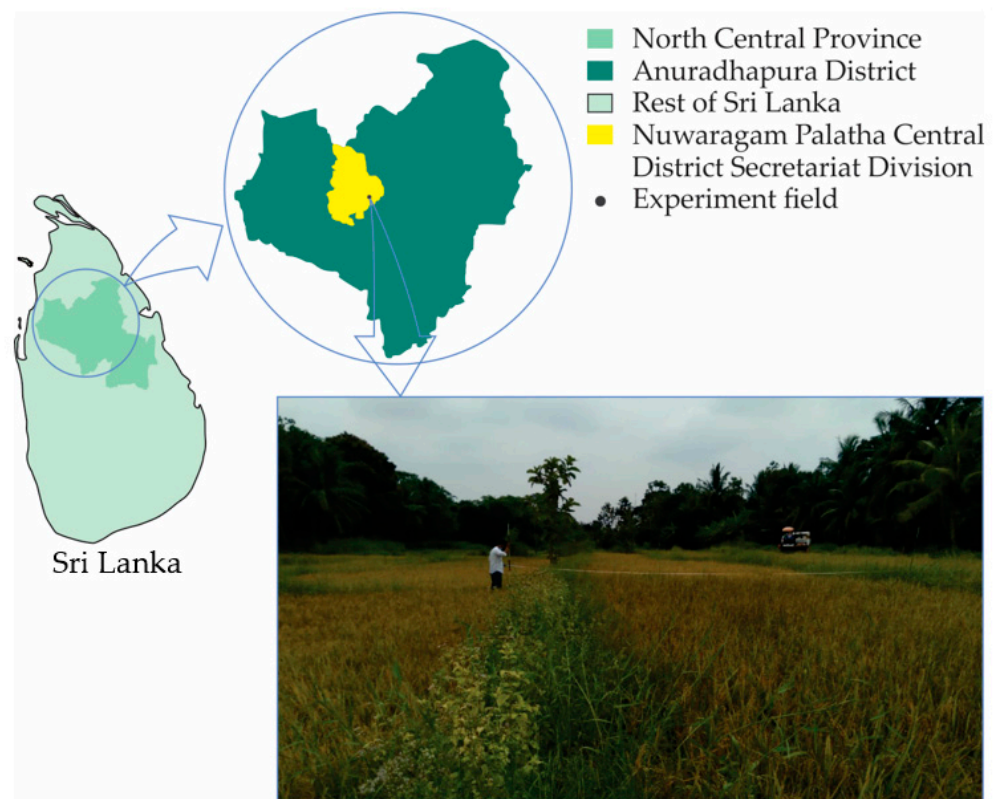 North Central Province
Anuradhapura District
Rest of Sri Lanka
Nuwaragam Palatha Central
District Secretariat Division
Experiment field
Sri Lanka